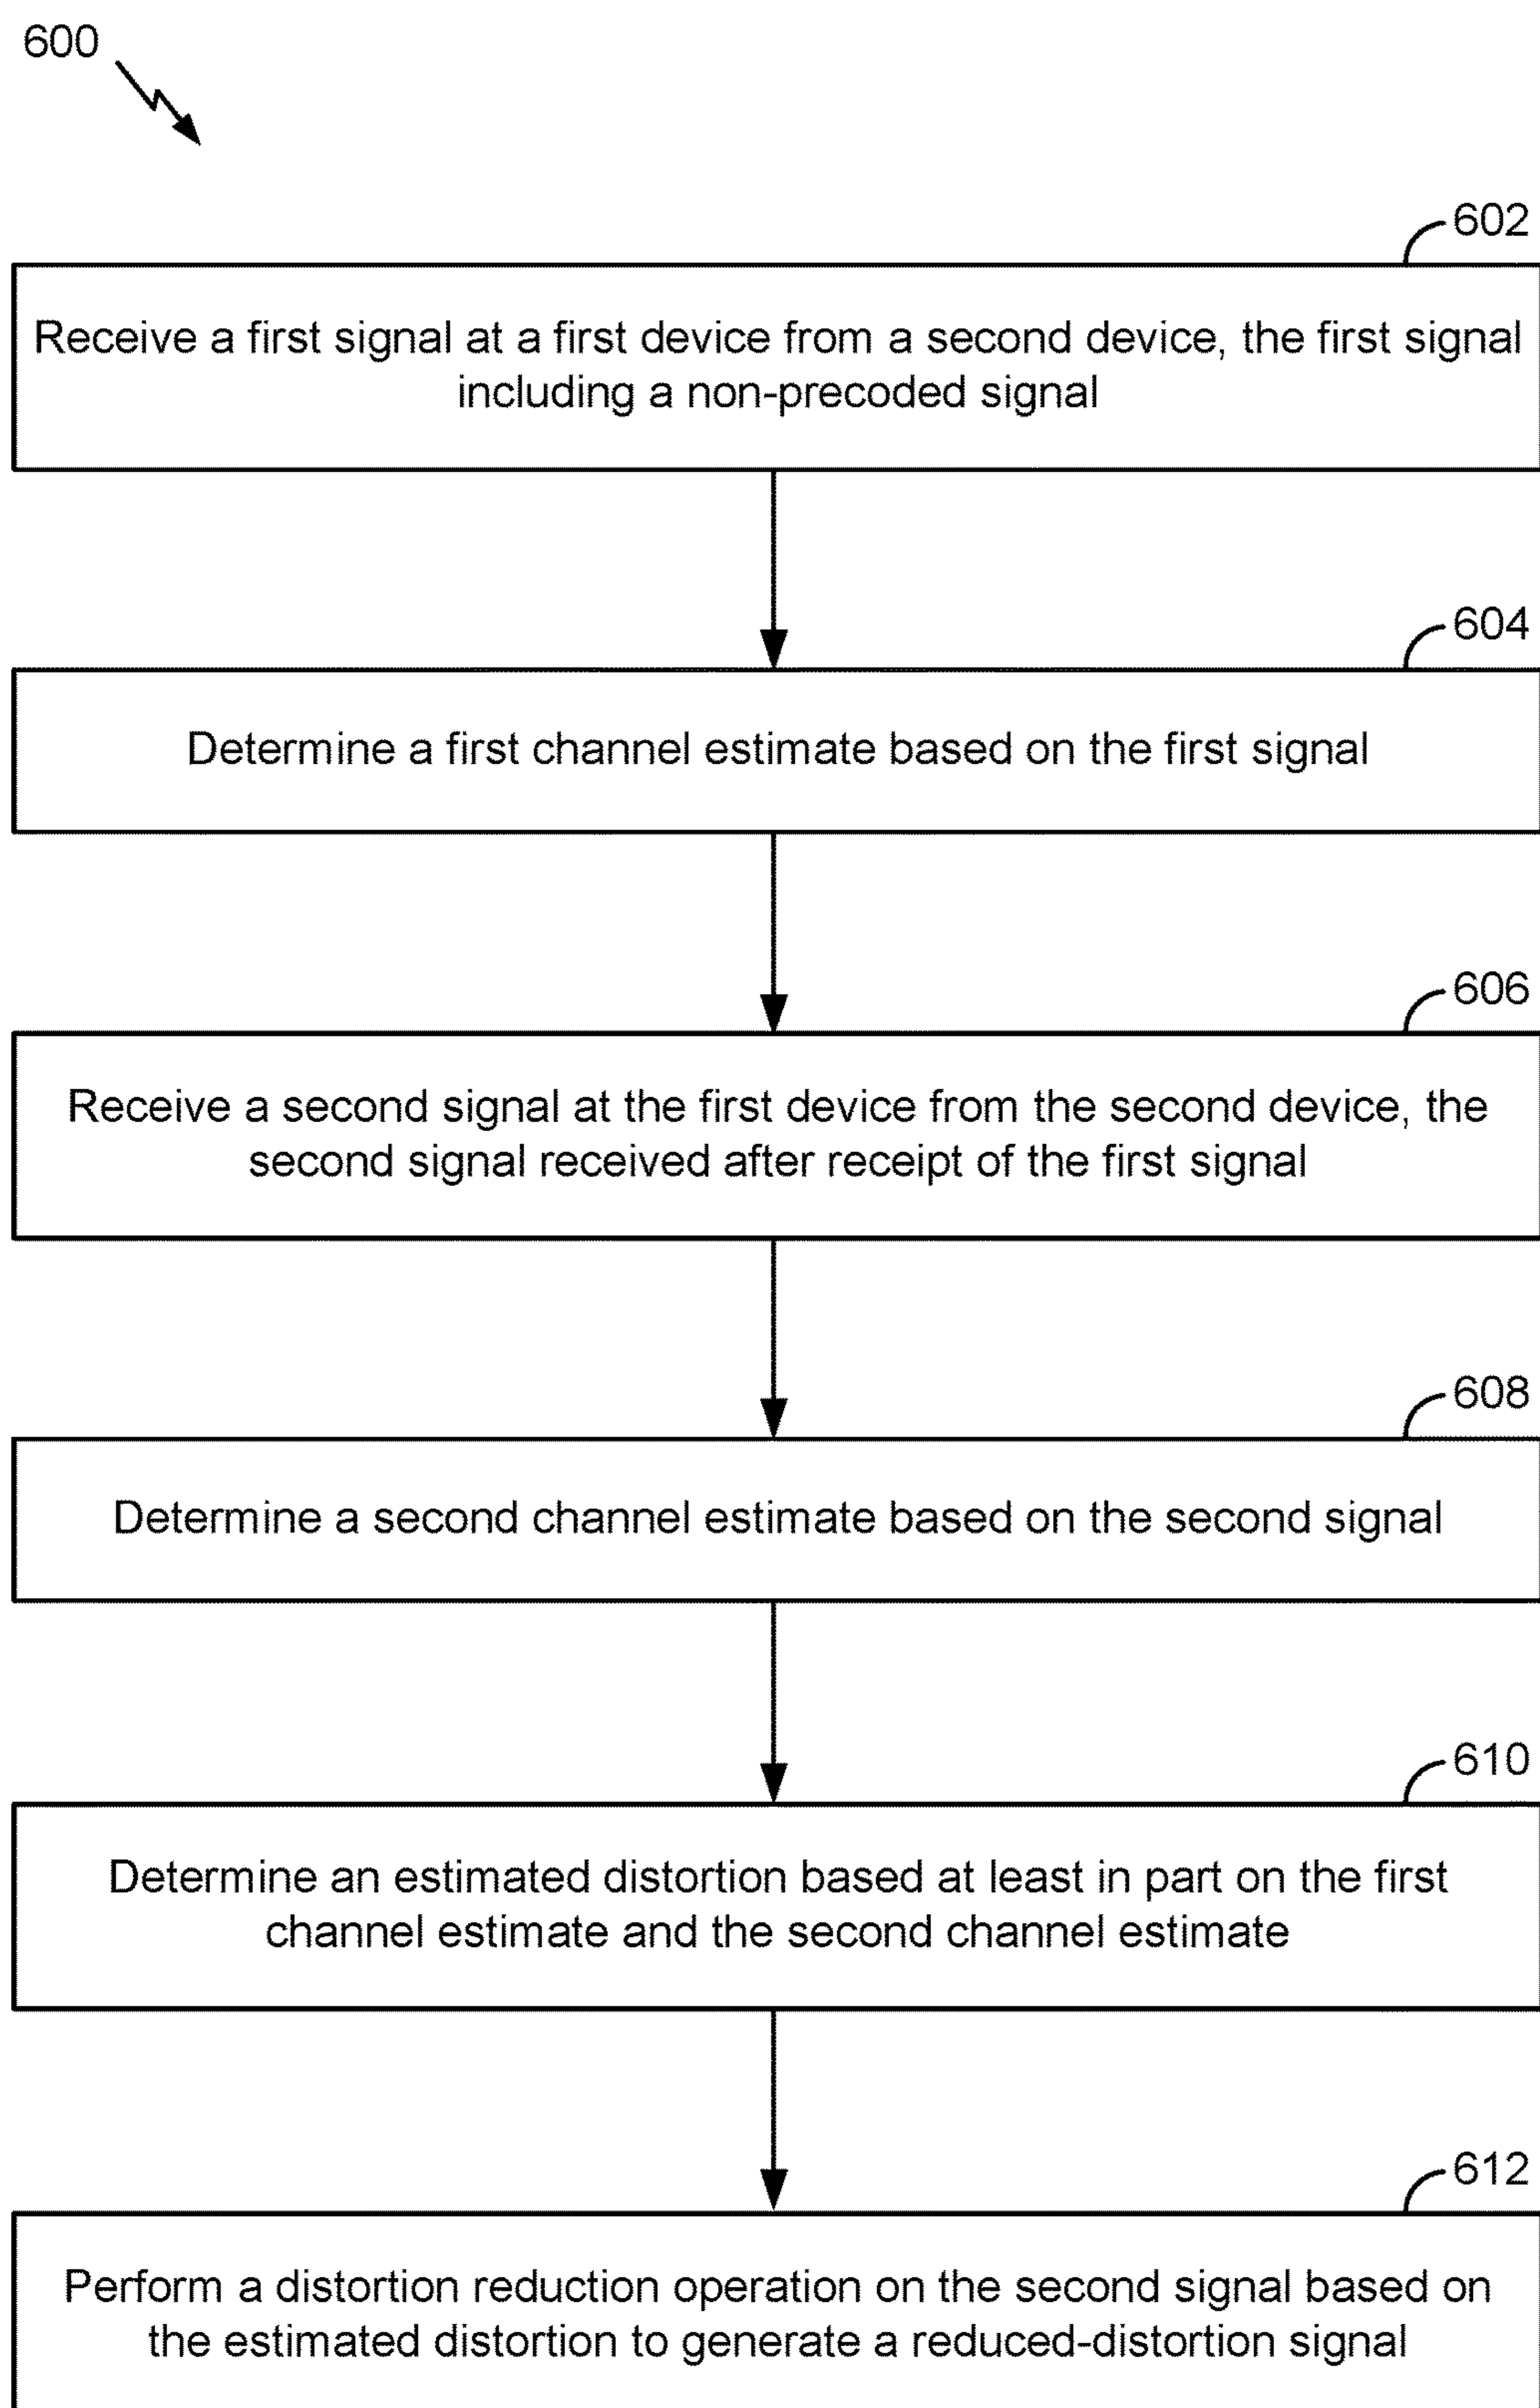 600
602
Receive a first signal at a first device from a second device, the first signal
including a non-precoded signal
604
Determine a first channel estimate based on the first signal
606
Receive a second signal at the first device from the second device, the
second signal received after receipt of the first signal
608
Determine a second channel estimate based on the second signal
610
Determine an estimated distortion based at least in part on the first
channel estimate and the second channel estimate
612
Perform a distortion reduction operation on the second signal based on
the estimated distortion to generate a reduced-distortion signal